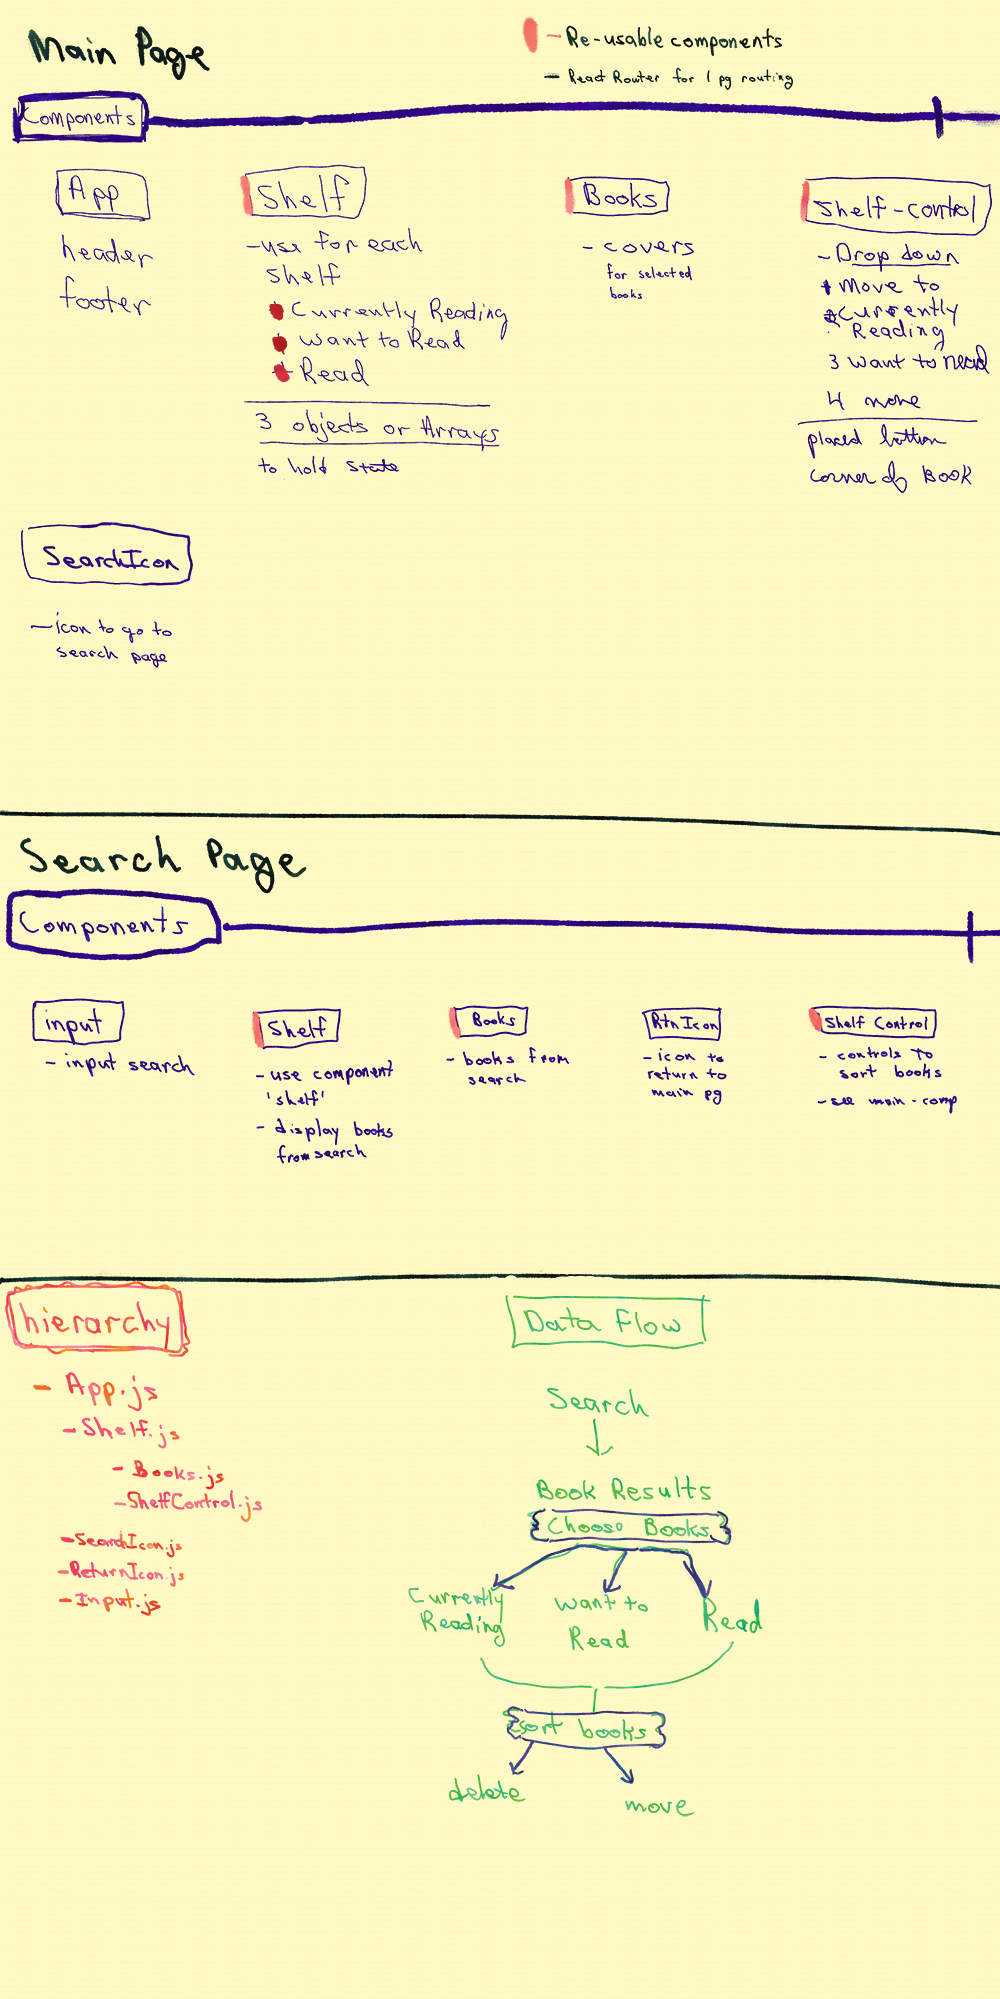 Main Page
- Re-usable components
- React Router for 1 pg routing
Components
App
header
footer
Shelf
- use for each
shelf
Currently Reading
Want to Read
Read
3 objects or Arrays
to hold state
Books
- covers
for selected
books
Shelf-control
- Drop down
Move to
Currently
Reading
3 want to read
4 none
placed bottom
corner of Book
SearchIcon
- icon to go to
search page
Search Page
Components
input
- input search
Shelf
- use component
'shelf'
- display books
from search
Books
- books from
search
RtnIcon
- icon to
return to
main pg
Shelf Control
- controls to
sort books
- see main-comp
hierarchy
- App.js
- Shelf.js
- Books.js
- ShelfControl.js
- SearchIcon.js
- ReturnIcon.js
- Input.js
Data Flow
Search
Book Results
{Choose Books}
Currently
Reading
Want to
Read
Read
{sort books}
delete
move